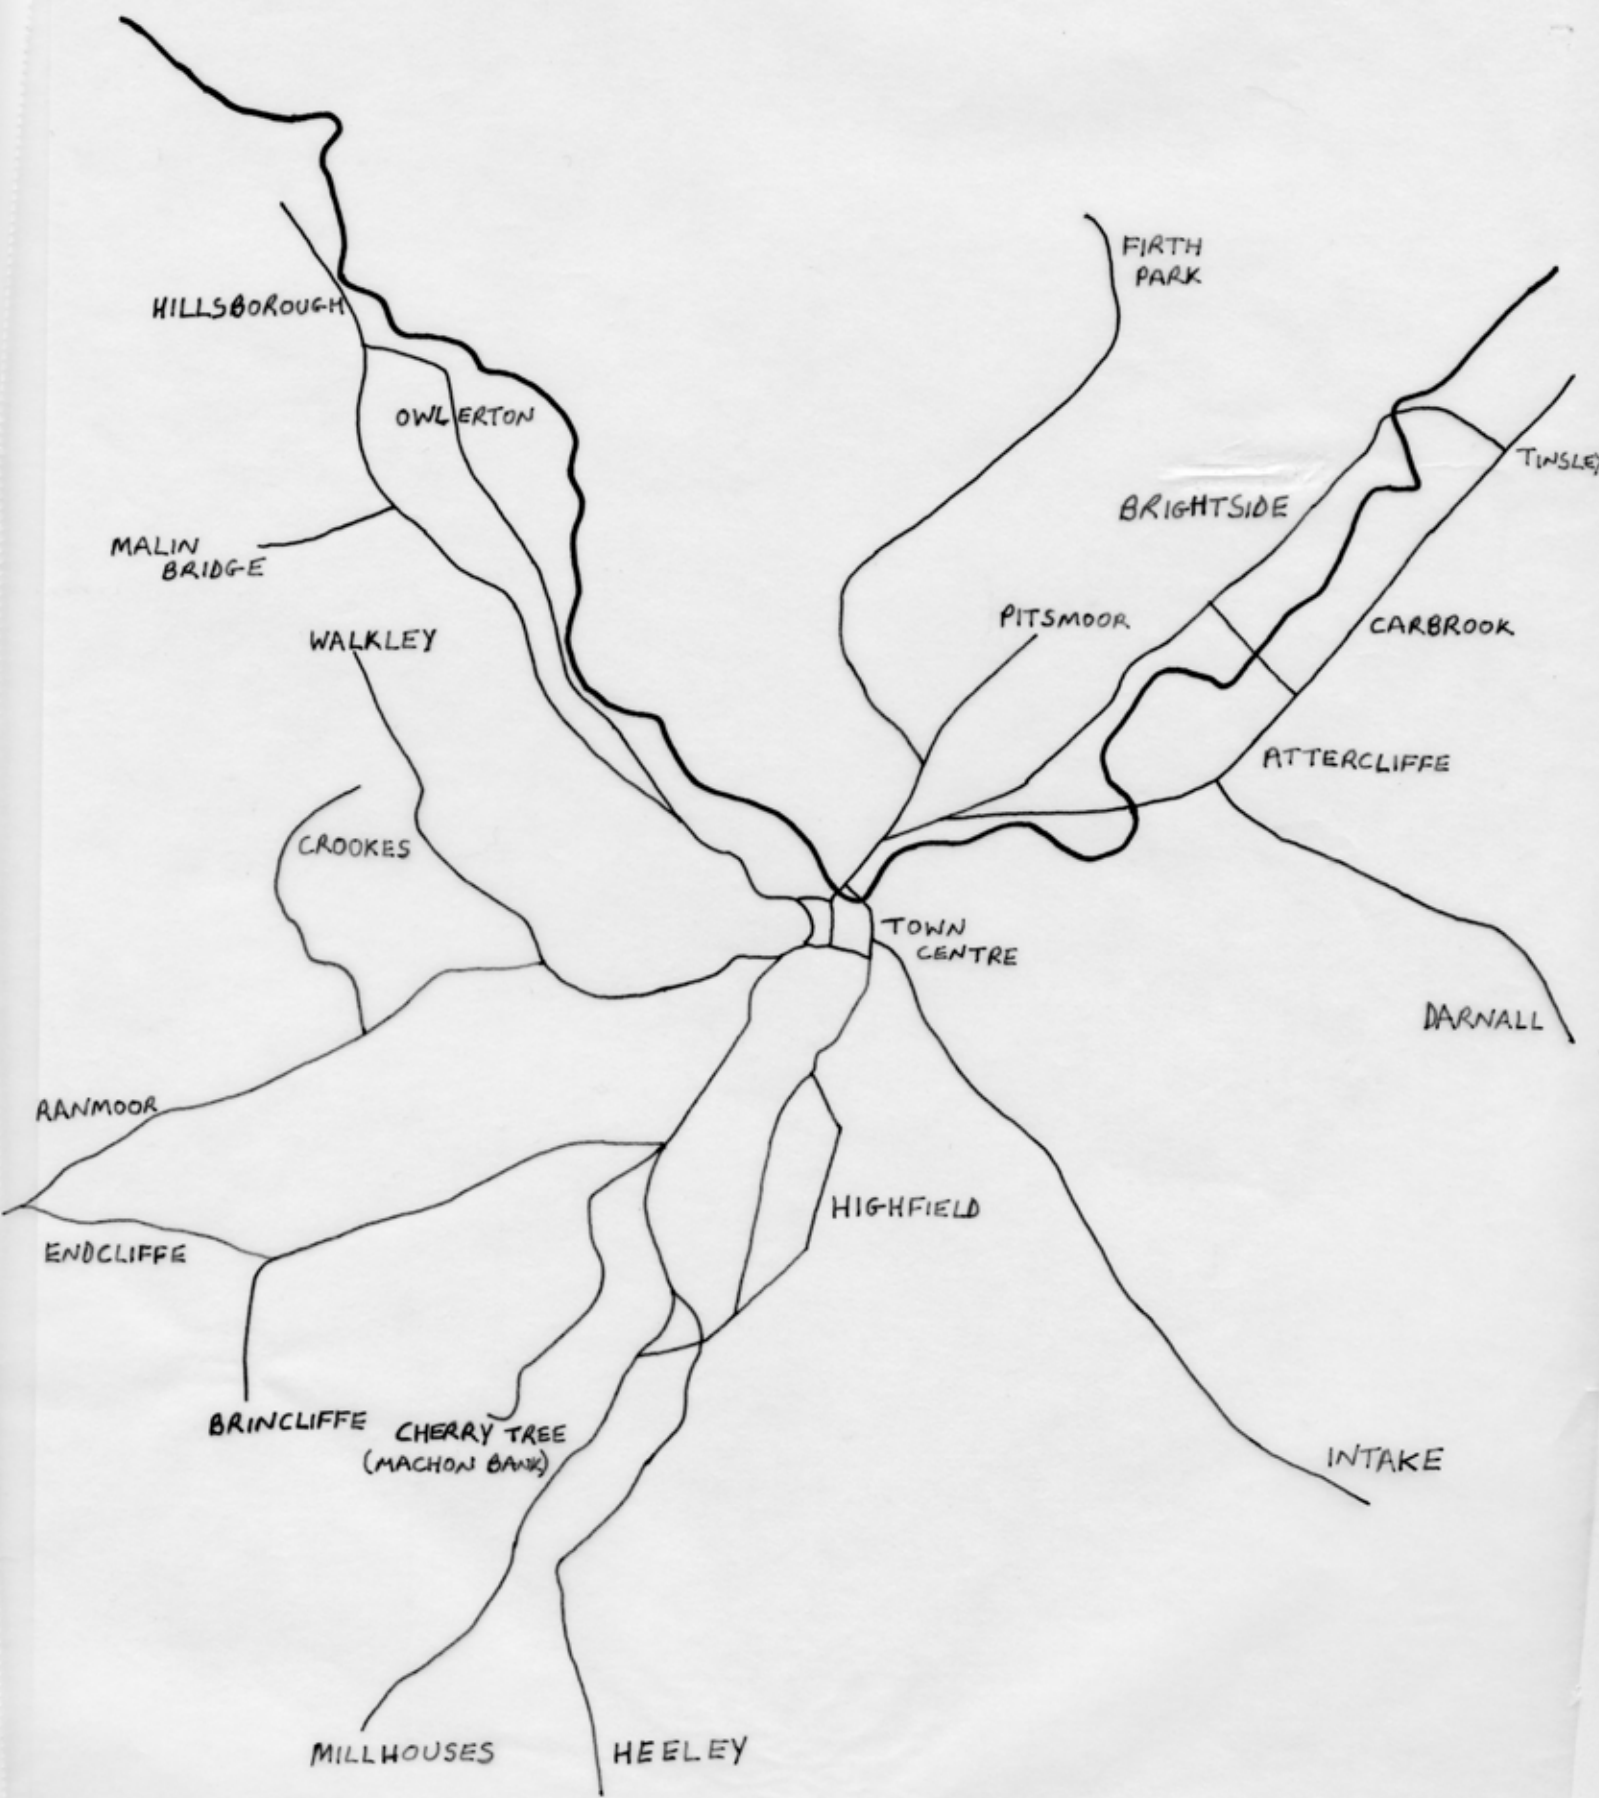 FIRTH
PARK
HILLSBOROUGH
OWLERTON
TINSLEY
BRIGHTSIDE
MALIN
BRIDGE
PITSMOOR
CARBROOK
WALKLEY
ATTERCLIFFE
CROOKES
TOWN
CENTRE
DARNALL
RANMOOR
HIGHFIELD
ENDCLIFFE
BRINCLIFFE
CHERRY TREE
(MACHON BANK)
INTAKE
MILLHOUSES
HEELEY